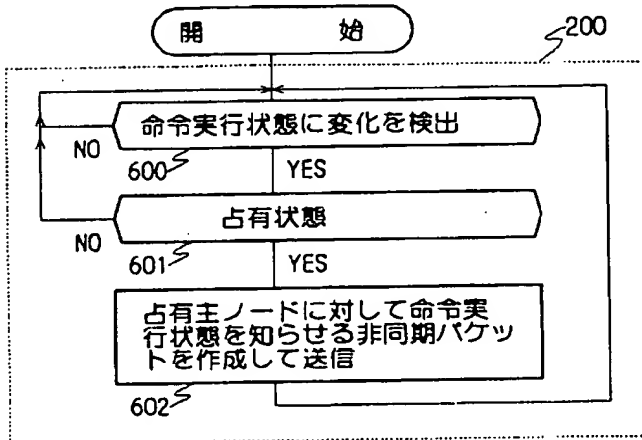 開 始
200
命令実行状態に変化を検出
NO
600
YES
占有状態
NO
601
YES
占有主ノードに対して命令実
行状態を知らせる非同期パケッ
トを作成して送信
602